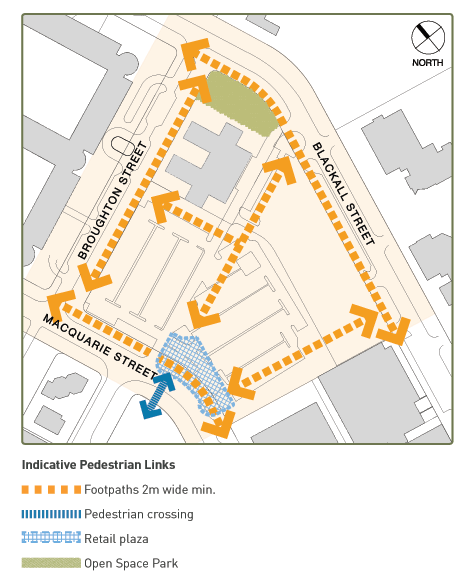 NORTH
BROUGHTON STREET
BLACKALL STREET
MACQUARIE STREET
Indicative Pedestrian Links
Footpaths 2m wide min.
Pedestrian crossing
Retail plaza
Open Space Park